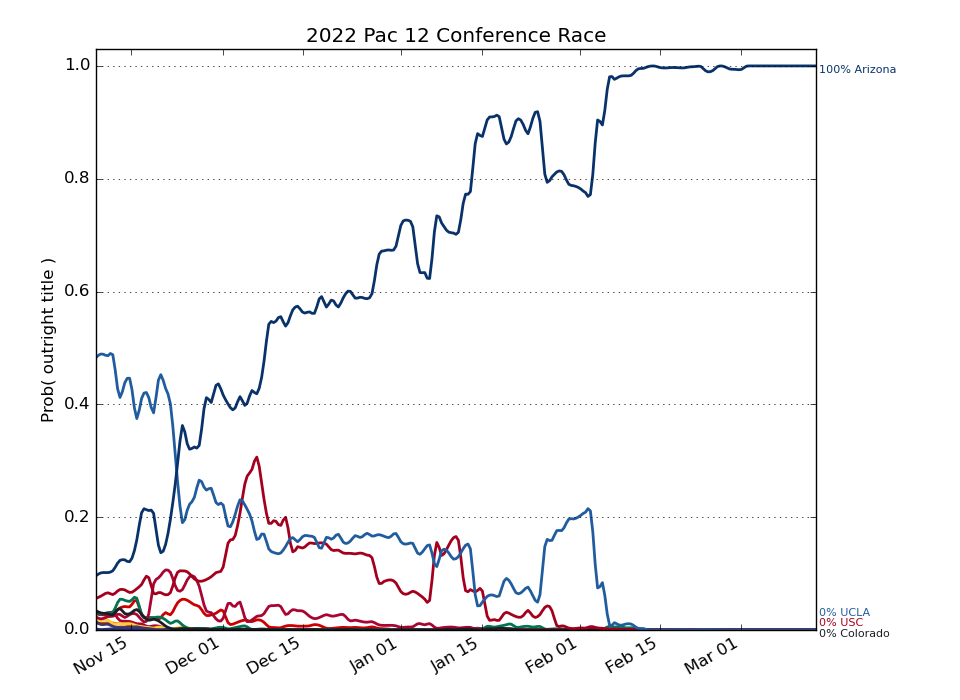 2022 Pac 12 Conference Race
Prob( outright title )
1.0
0.8
0.6
0.4
0.2
0.0
100% Arizona
0% UCLA
0% USC
0% Colorado
Nov 15
Dec 01
Dec 15
Jan 01
Jan 15
Feb 01
Feb 15
Mar 01